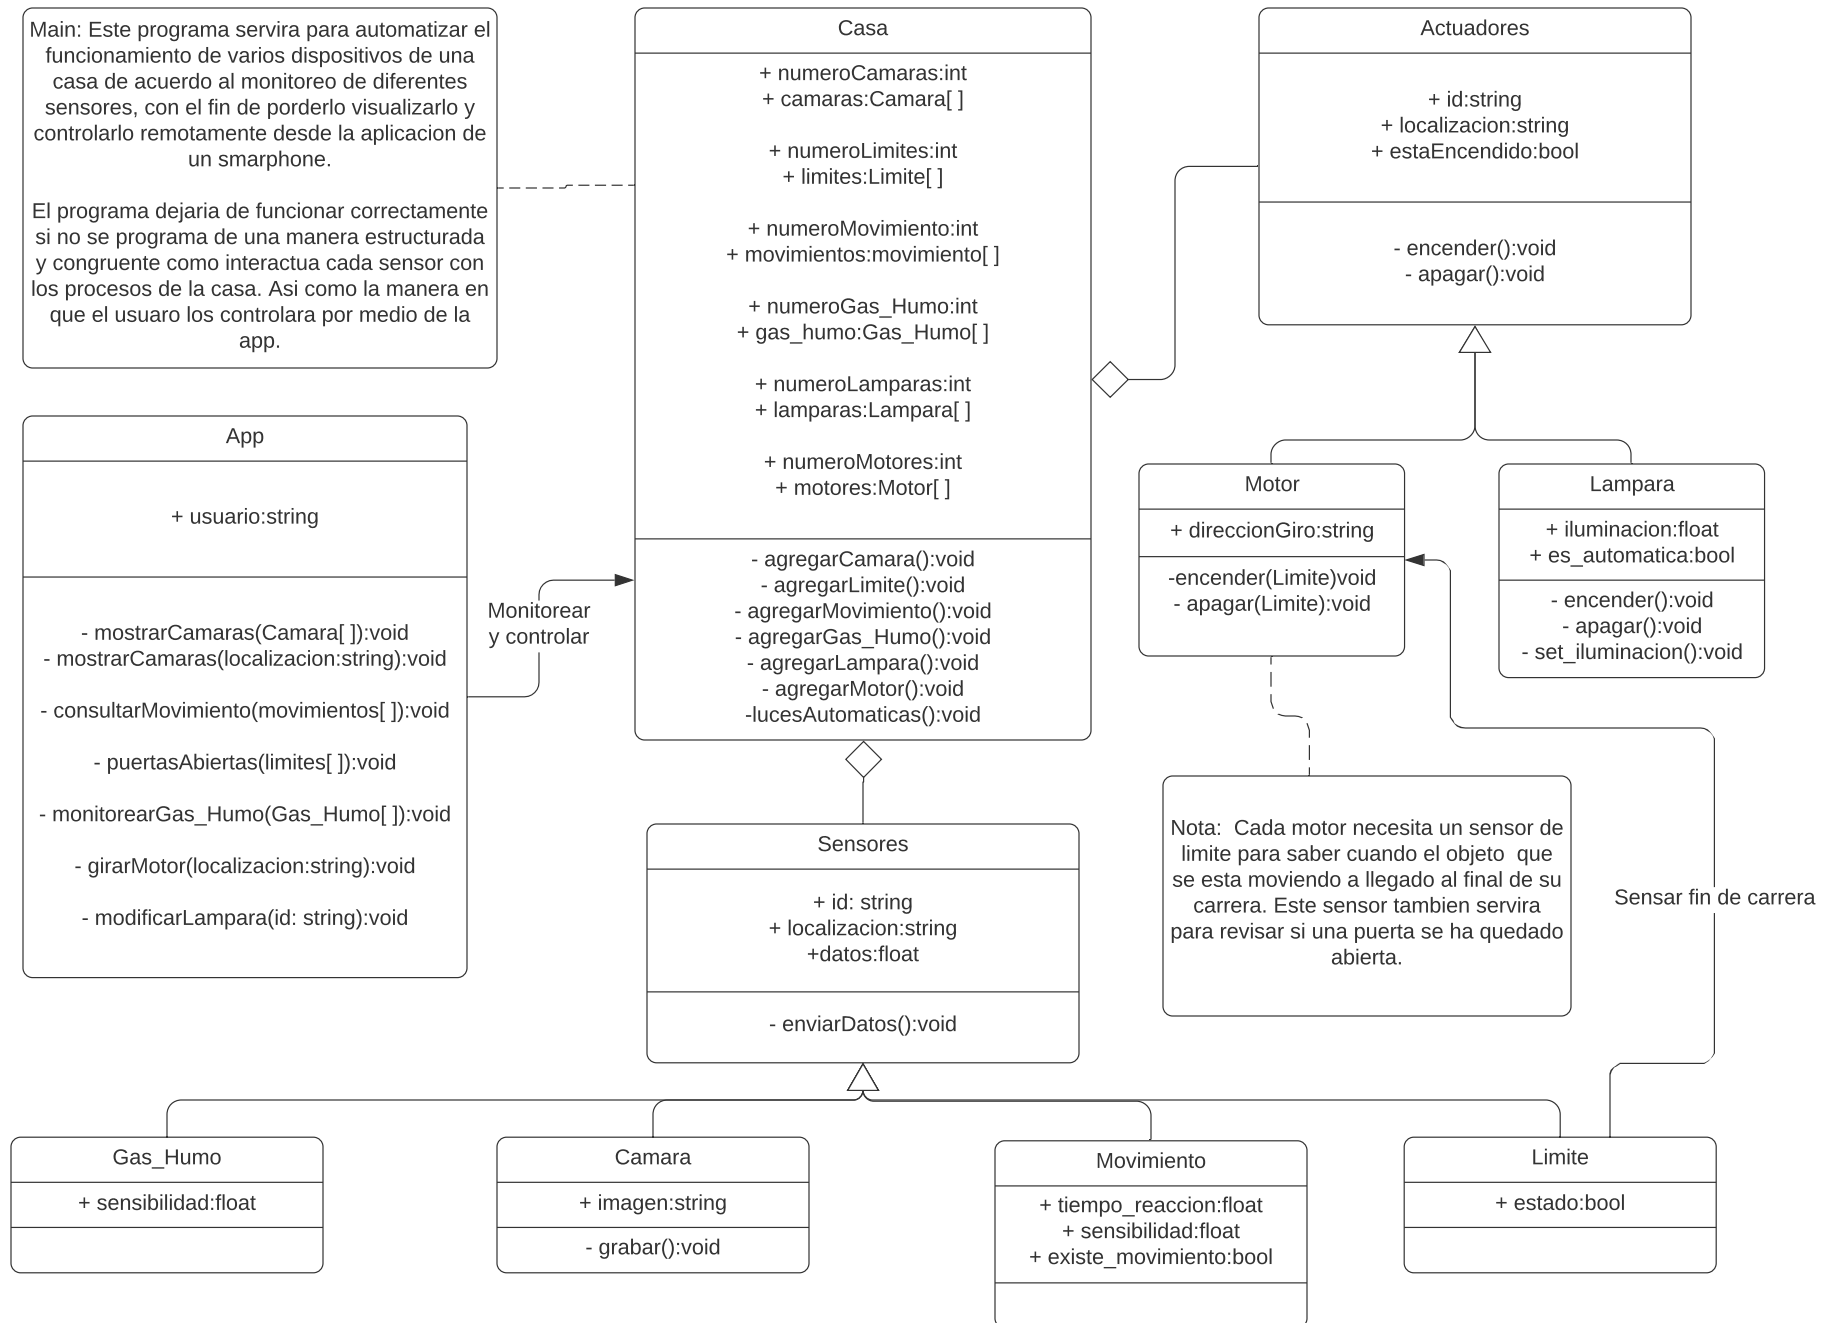 Main: Este programa servira para automatizar el
funcionamiento de varios dispositivos de una
casa de acuerdo al monitoreo de diferentes
sensores, con el fin de porderlo visualizarlo y
controlarlo remotamente desde la aplicacion de
un smarphone.
El programa dejaria de funcionar correctamente
si no se programa de una manera estructurada
y congruente como interactua cada sensor con
los procesos de la casa. Asi como la manera en
que el usuaro los controlara por medio de la
app.
Casa
+ numeroCamaras:int
+ camaras:Camara[ ]
+ numeroLimites:int
+ limites:Limite[ ]
+ numeroMovimiento:int
+ movimientos:movimiento[ ]
+ numeroGas_Humo:int
+ gas_humo:Gas_Humo[ ]
+ numeroLamparas:int
+ lamparas:Lampara[ ]
+ numeroMotores:int
+ motores:Motor[ ]
- agregarCamara():void
- agregarLimite():void
- agregarMovimiento():void
- agregarGas_Humo():void
- agregarLampara():void
- agregarMotor():void
-lucesAutomaticas():void
Actuadores
+ id:string
+ localizacion:string
+ estaEncendido:bool
- encender():void
- apagar():void
App
+ usuario:string
- mostrarCamaras(Camara[ ]):void
- mostrarCamaras(localizacion:string):void
- consultarMovimiento(movimientos[ ]):void
- puertasAbiertas(limites[ ]):void
- monitorearGas_Humo(Gas_Humo[ ]):void
- girarMotor(localizacion:string):void
- modificarLampara(id: string):void
Monitorear
y controlar
Motor
+ direccionGiro:string
-encender(Limite)void
- apagar(Limite):void
Lampara
+ iluminacion:float
+ es_automatica:bool
- encender():void
- apagar():void
- set_iluminacion():void
Nota:  Cada motor necesita un sensor de
limite para saber cuando el objeto  que
se esta moviendo a llegado al final de su
carrera. Este sensor tambien servira
para revisar si una puerta se ha quedado
abierta.
Sensar fin de carrera
Sensores
+ id: string
+ localizacion:string
+datos:float
- enviarDatos():void
Gas_Humo
+ sensibilidad:float
Camara
+ imagen:string
- grabar():void
Movimiento
+ tiempo_reaccion:float
+ sensibilidad:float
+ existe_movimiento:bool
Limite
+ estado:bool